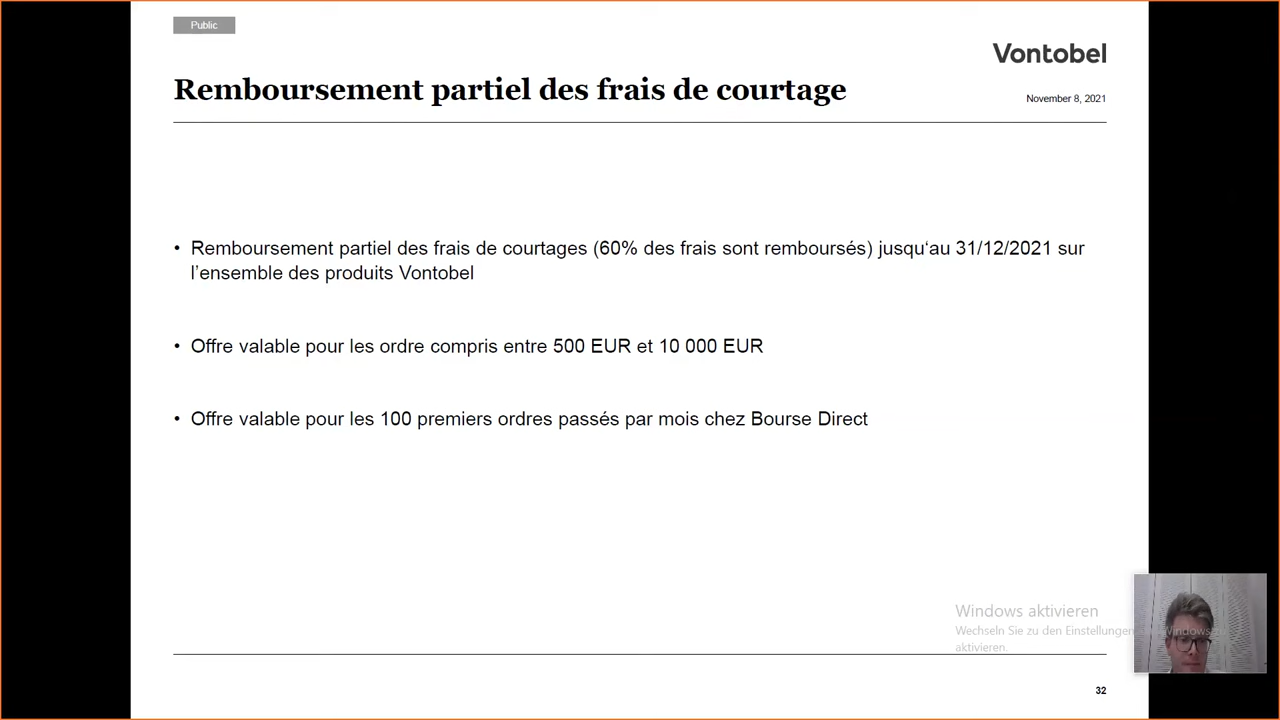 Public
Vontobel
Remboursement partiel des frais de courtage
November 8, 2021
• Remboursement partiel des frais de courtages (60% des frais sont remboursés) jusqu‘au 31/12/2021 sur
l’ensemble des produits Vontobel
• Offre valable pour les ordre compris entre 500 EUR et 10 000 EUR
• Offre valable pour les 100 premiers ordres passés par mois chez Bourse Direct
Windows aktivieren
Wechseln Sie zu den Einstellungen, Windows
aktivieren.
32